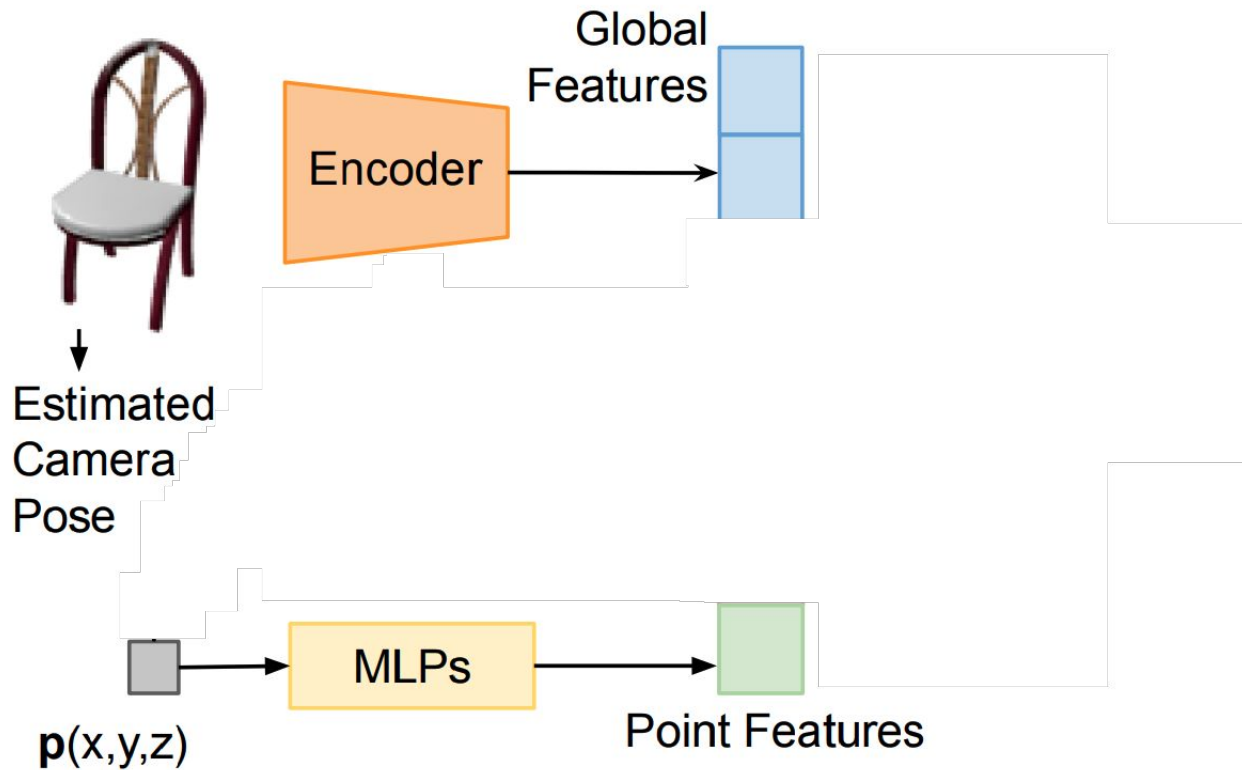 Global
Features
Encoder
Estimated
Camera
Pose
MLPs
p(x,y,z)
Point Features